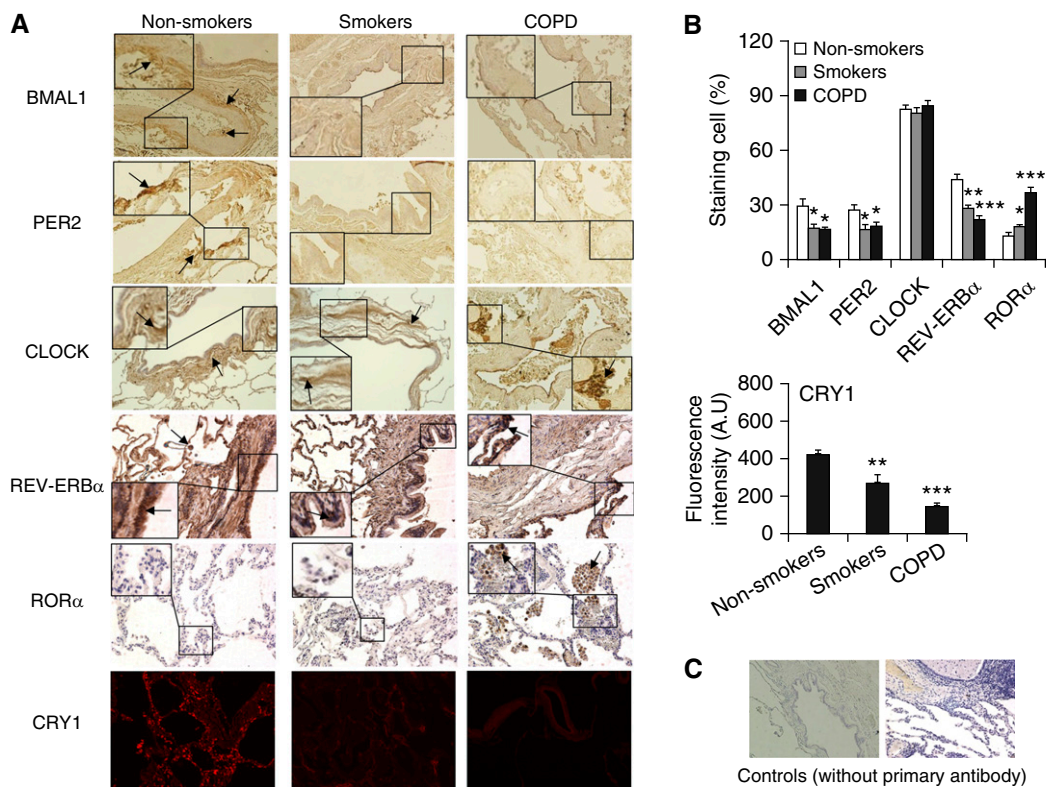 A
Non-smokers
Smokers
COPD
BMAL1
PER2
CLOCK
REV-ERBα
RORα
CRY1
B
Staining cell (%)
120
90
60
30
0
Non-smokers
Smokers
COPD
* *
* *
** ***
* ***
BMAL1
PER2
CLOCK
REV-ERBα
RORα
Fluorescence
intensity (A.U)
800
600
400
200
0
CRY1
**
***
Non-smokers
Smokers
COPD
C
Controls (without primary antibody)